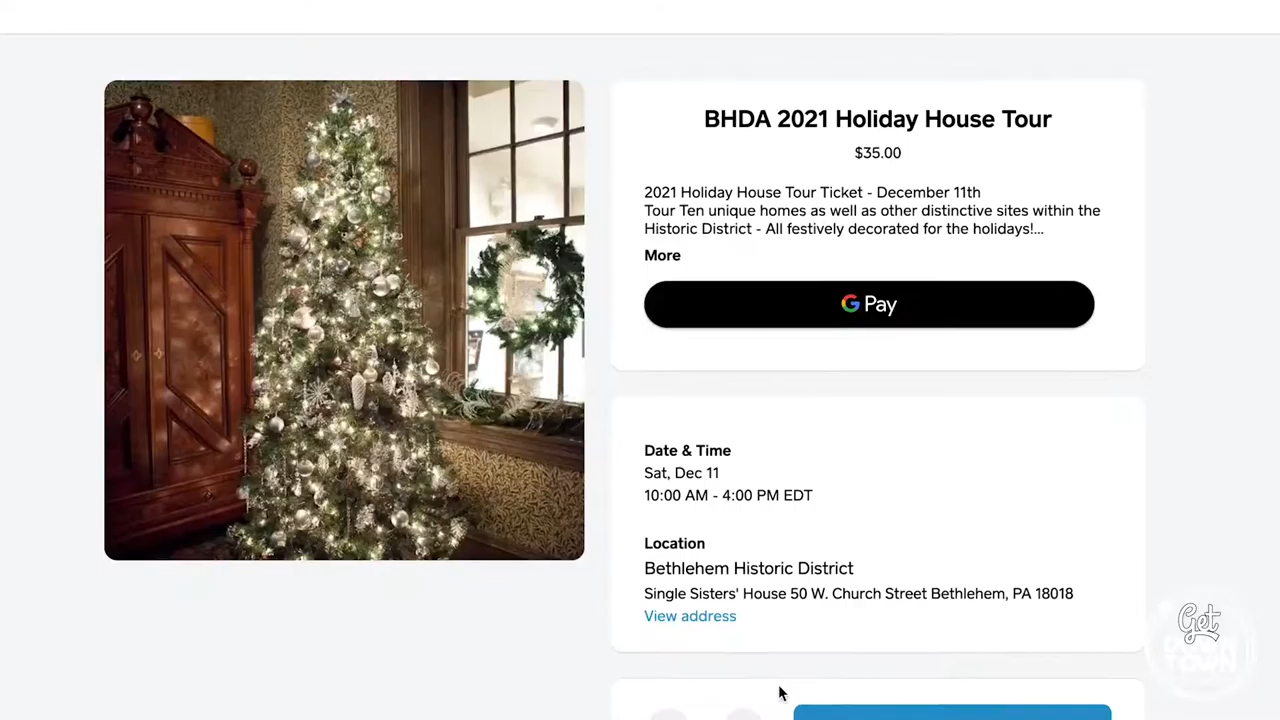 BHDA 2021 Holiday House Tour
$35.00
2021 Holiday House Tour Ticket - December 11th
Tour Ten unique homes as well as other distinctive sites within the
Historic District - All festively decorated for the holidays!...
More
G Pay
Date & Time
Sat, Dec 11
10:00 AM - 4:00 PM EDT
Location
Bethlehem Historic District
Single Sisters' House 50 W. Church Street Bethlehem, PA 18018
View address
Get
DOWN
TOWN